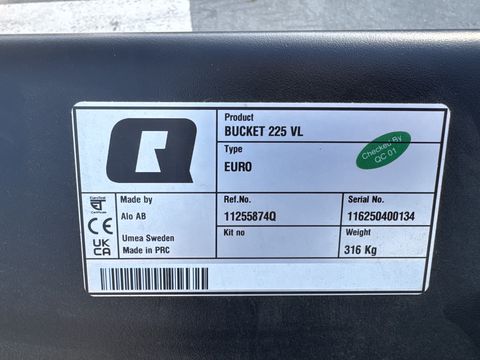 Product
BUCKET 225 VL
Type
EURO
Checked By
QC 01
Made by
Alo AB
Umea Sweden
Made in PRC
CE
UK
CA
Ref.No.
11255874Q
Serial No.
116250400134
Kit no
Weight
316 Kg